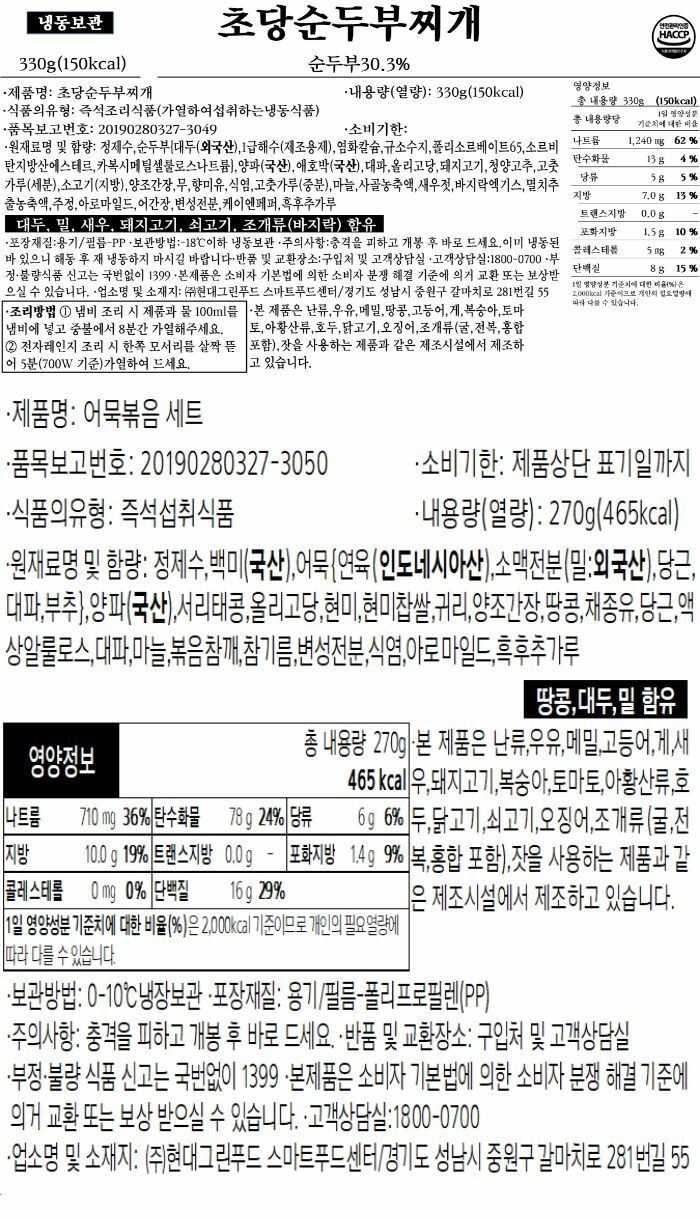 냉동보관
초당순두부찌개
안전관리인증
HACCP
330g(150kcal)
순두부30.3%
·제품명: 초당순두부찌개
·내용량(열량): 330g(150kcal)
·식품의유형: 즉석조리식품(가열하여섭취하는냉동식품)
·품목보고번호: 20190280327-3049
·소비기한:
·원재료명 및 함량: 정제수,순두부{대두(외국산),1급해수(제조용제),염화칼슘,규소수지,폴리소르베이트65,소르비
탄지방산에스테르,카복시메틸셀룰로스나트륨},양파(국산),애호박(국산),대파,올리고당,돼지고기,청양고추,고춧
가루(세분),소고기(지방),양조간장,무,향미유,식염,고춧가루(중분),마늘,사골농축액,새우젓,바지락엑기스,멸치추
출농축액,주정,아로마일드,어간장,변성전분,케이엔페퍼,흑후추가루
대두, 밀, 새우, 돼지고기, 쇠고기, 조개류(바지락) 함유
·포장재질:용기/필름-PP ·보관방법:-18℃이하 냉동보관 ·주의사항:충격을 피하고 개봉 후 바로 드세요.이미 냉동된
바 있으니 해동 후 재 냉동하지 마시길 바랍니다·반품 및 교환장소:구입처 및 고객상담실 ·고객상담실:1800-0700 ·부
정·불량식품 신고는 국번없이 1399 ·본제품은 소비자 기본법에 의한 소비자 분쟁 해결 기준에 의거 교환 또는 보상받
으실 수 있습니다. ·업소명 및 소재지: ㈜현대그린푸드 스마트푸드센터/경기도 성남시 중원구 갈마치로 281번길 55
·조리방법 ① 냄비 조리 시 제품과 물 100ml를
냄비에 넣고 중불에서 8분간 가열해주세요.
② 전자레인지 조리 시 한쪽 모서리를 살짝 뜯
어 5분(700W 기준)가열하여 드세요.
·본 제품은 난류,우유,메밀,땅콩,고등어,게,복숭아,토마
토,아황산류,호두,닭고기,오징어,조개류(굴,전복,홍합
포함),잣을 사용하는 제품과 같은 제조시설에서 제조하
고 있습니다.
영양정보
총 내용량 330g (150kcal)
총 내용량당 1일 영양성분 기준치에 대한 비율
나트륨 1,240 mg 62 %
탄수화물 13 g 4 %
당류 5 g 5 %
지방 7.0 g 13 %
트랜스지방 0.0 g -
포화지방 1.5 g 10 %
콜레스테롤 5 mg 2 %
단백질 8 g 15 %
1일 영양성분 기준치에 대한 비율(%)은
2,000kcal 기준이므로 개인의 필요열량에
따라 다를 수 있습니다.
·제품명: 어묵볶음 세트
·품목보고번호: 20190280327-3050
·소비기한: 제품상단 표기일까지
·식품의유형: 즉석섭취식품
·내용량(열량): 270g(465kcal)
·원재료명 및 함량: 정제수,백미(국산),어묵{연육(인도네시아산),소맥전분(밀:외국산),당근,
대파,부추},양파(국산),서리태콩,올리고당,현미,현미찹쌀,귀리,양조간장,땅콩,채종유,당근,액
상알룰로스,대파,마늘,볶음참깨,참기름,변성전분,식염,아로마일드,흑후추가루
땅콩,대두,밀 함유
영양정보
총 내용량 270g
465 kcal
나트륨 710 mg 36% 탄수화물 78 g 24% 당류 6 g 6%
지방 10.0 g 19% 트랜스지방 0.0 g - 포화지방 1.4 g 9%
콜레스테롤 0 mg 0% 단백질 16 g 29%
1일 영양성분 기준치에 대한 비율(%)은 2,000kcal 기준이므로 개인의 필요열량에
따라 다를 수 있습니다.
·본 제품은 난류,우유,메밀,고등어,게,새
우,돼지고기,복숭아,토마토,아황산류,호
두,닭고기,쇠고기,오징어,조개류(굴,전
복,홍합 포함),잣을 사용하는 제품과 같
은 제조시설에서 제조하고 있습니다.
·보관방법: 0-10℃냉장보관 ·포장재질: 용기/필름-폴리프로필렌(PP)
·주의사항: 충격을 피하고 개봉 후 바로 드세요. ·반품 및 교환장소: 구입처 및 고객상담실
·부정·불량 식품 신고는 국번없이 1399 ·본제품은 소비자 기본법에 의한 소비자 분쟁 해결 기준에
의거 교환 또는 보상 받으실 수 있습니다. ·고객상담실:1800-0700
·업소명 및 소재지: (주)현대그린푸드 스마트푸드센터/경기도 성남시 중원구 갈마치로 281번길 55